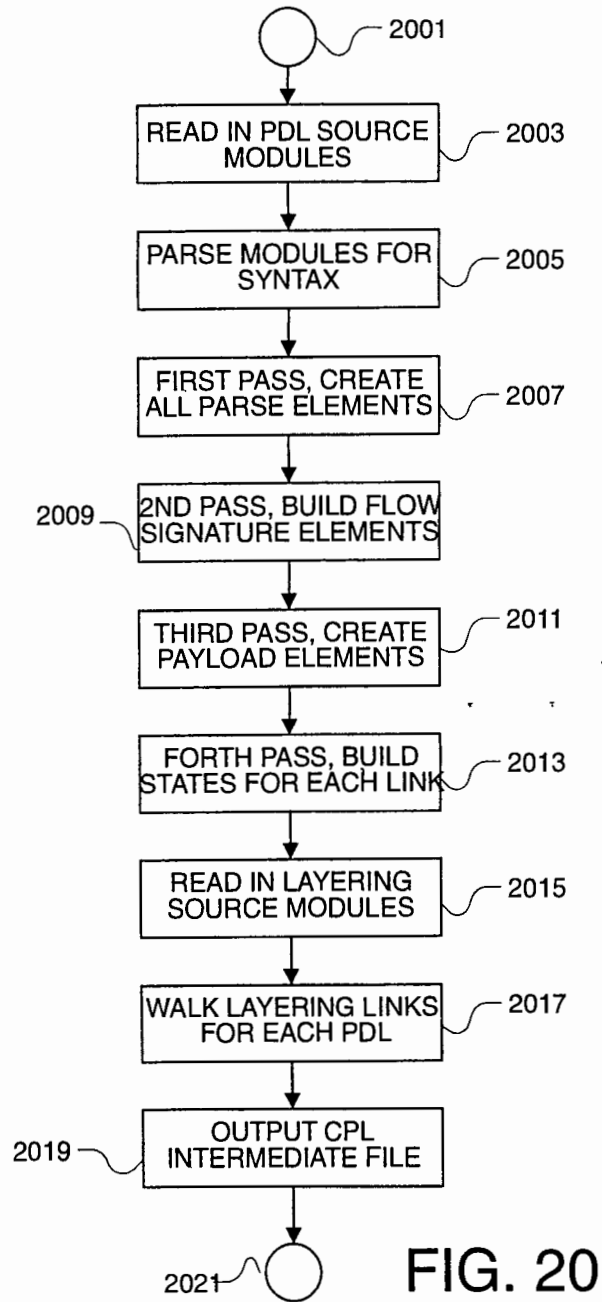 2001
READ IN PDL SOURCE
MODULES
2003
PARSE MODULES FOR
SYNTAX
2005
FIRST PASS, CREATE
ALL PARSE ELEMENTS
2007
2ND PASS, BUILD FLOW
SIGNATURE ELEMENTS
2009
THIRD PASS, CREATE
PAYLOAD ELEMENTS
2011
FORTH PASS, BUILD
STATES FOR EACH LINK
2013
READ IN LAYERING
SOURCE MODULES
2015
WALK LAYERING LINKS
FOR EACH PDL
2017
OUTPUT CPL
INTERMEDIATE FILE
2019
2021
FIG. 20